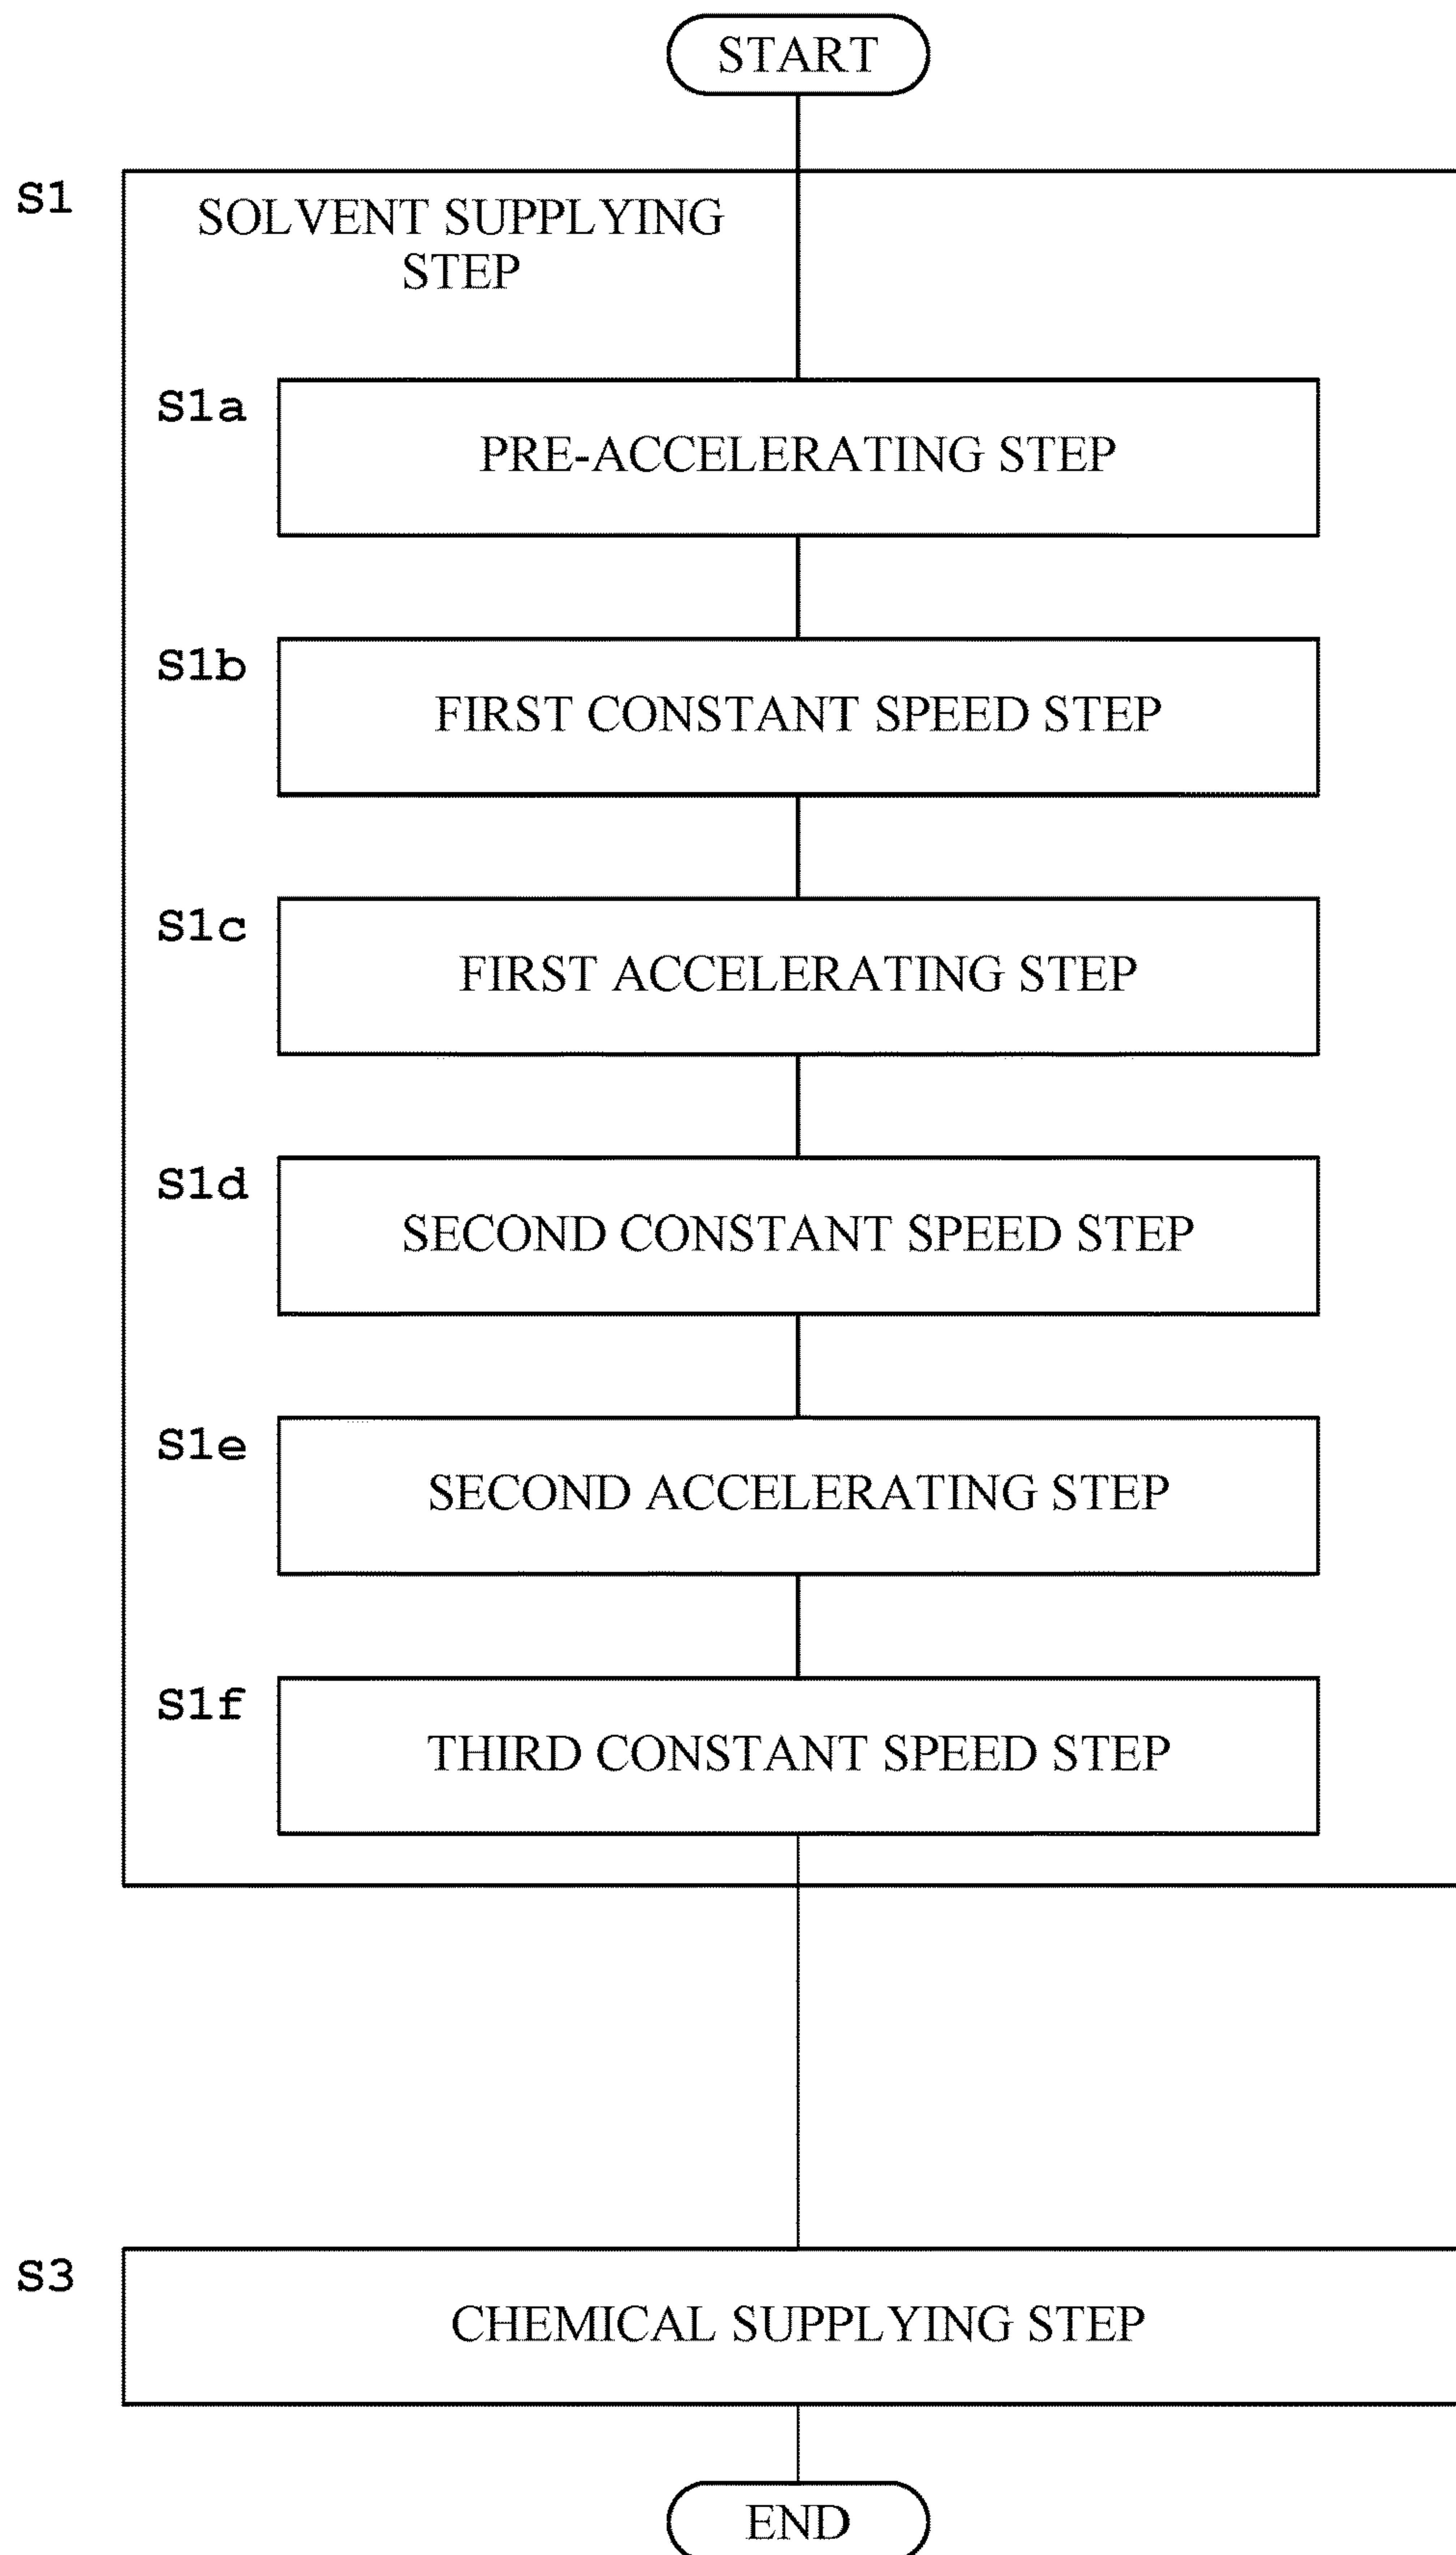 START
S1
SOLVENT SUPPLYING
STEP
S1a
PRE-ACCELERATING STEP
S1b
FIRST CONSTANT SPEED STEP
S1c
FIRST ACCELERATING STEP
S1d
SECOND CONSTANT SPEED STEP
S1e
SECOND ACCELERATING STEP
S1f
THIRD CONSTANT SPEED STEP
S3
CHEMICAL SUPPLYING STEP
END